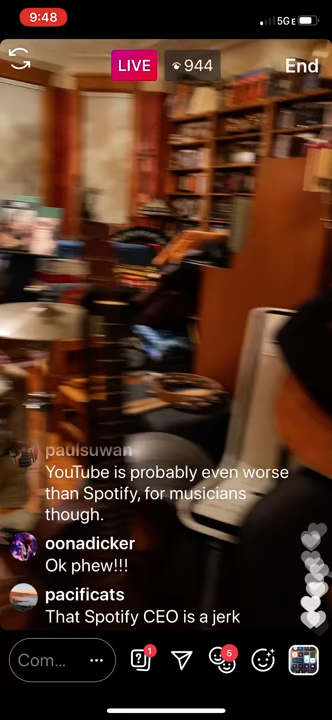 9:48
5GE
LIVE
944
End
paulsuwan
YouTube is probably even worse
than Spotify, for musicians
though.
oonadicker
Ok phew!!!
pacificats
That Spotify CEO is a jerk
Com...
1
5